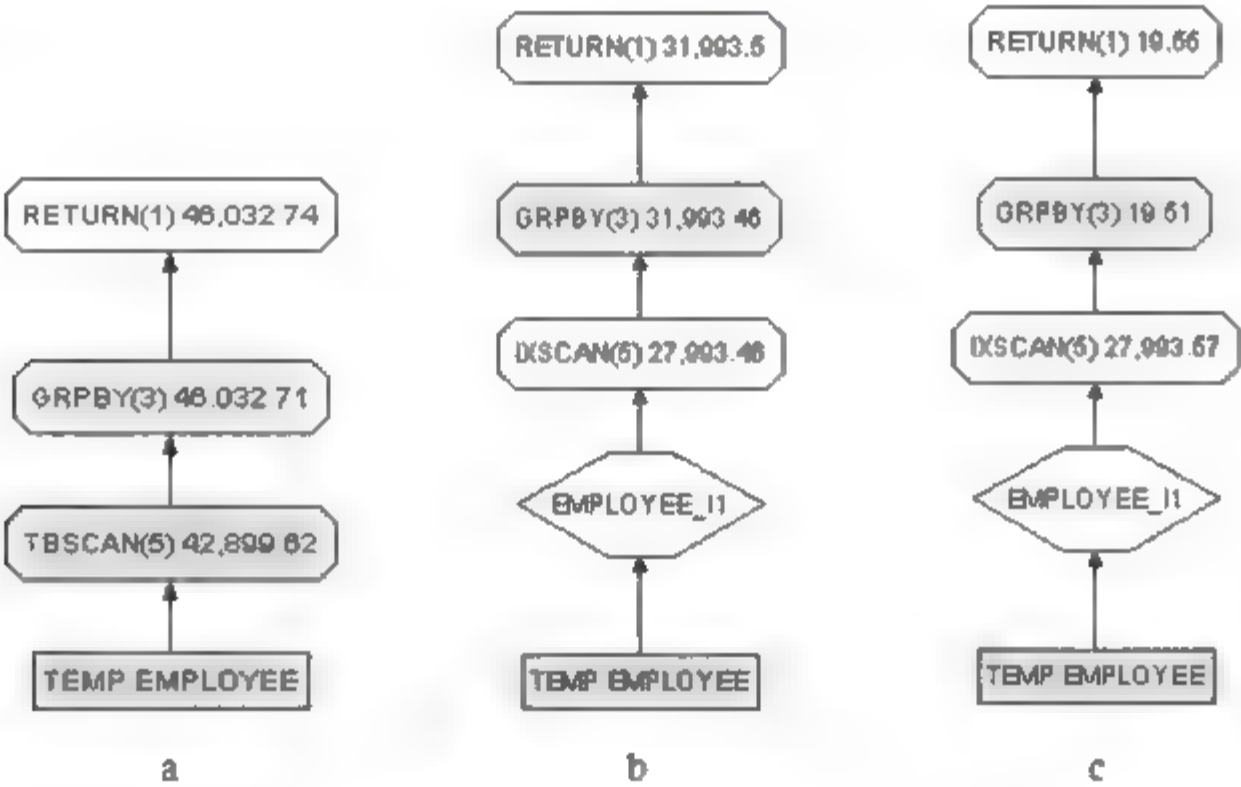 RETURN(1) 46,032 74
GRPBY(3) 46.032 71
TBSCAN(5) 42,899 62
TEMP EMPLOYEE
a
RETURN(1) 31,993.5
GRPBY(3) 31,993 46
IXSCAN(5) 27,993.46
EMPLOYEE_I1
TEMP EMPLOYEE
b
RETURN(1) 19.56
GRPBY(3) 19 51
IXSCAN(5) 27,993.57
EMPLOYEE_I1
TEMP EMPLOYEE
c